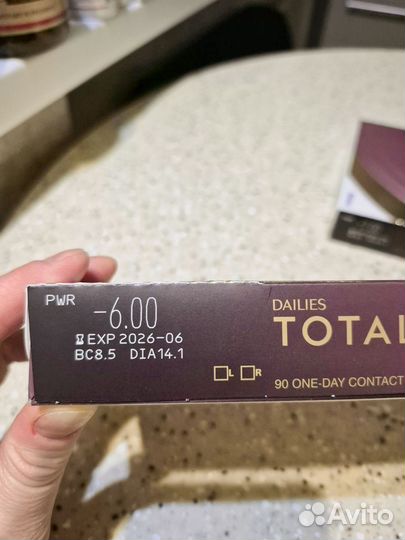 PWR -6.00
EXP 2026-06
BC8.5 DIA14.1
L R
DAILIES
TOTAL
90 ONE-DAY CONTACT
Avito